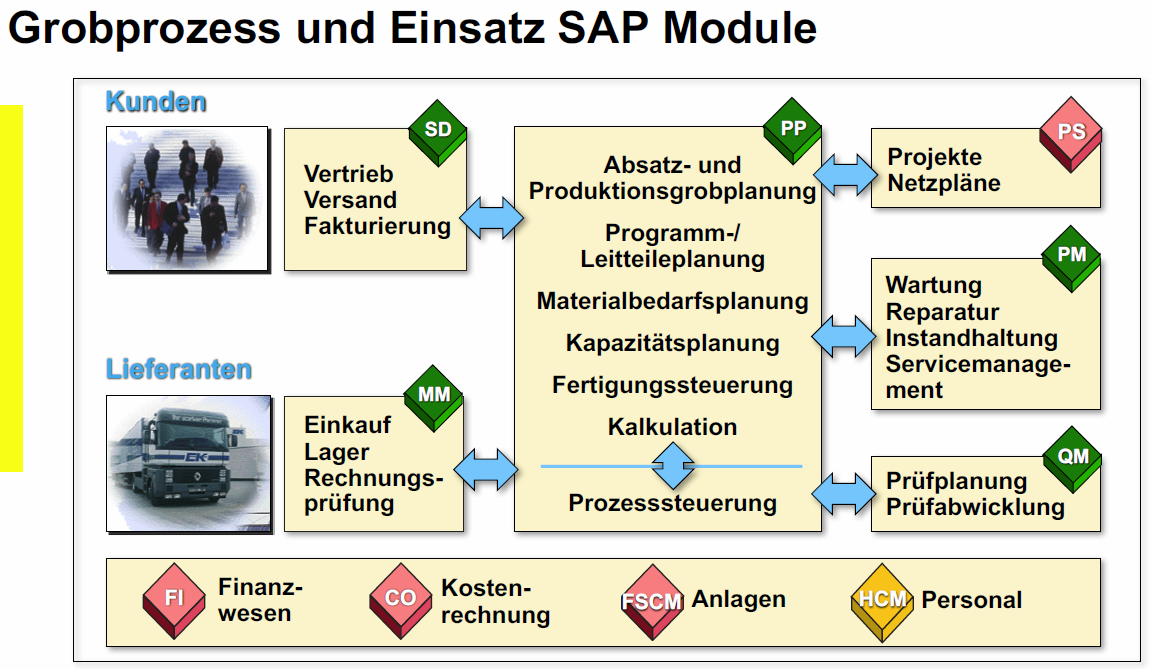 Grobprozess und Einsatz SAP Module
Kunden
SD
Vertrieb
Versand
Fakturierung
Lieferanten
MM
Einkauf
Lager
Rechnungs-
prüfung
PP
Absatz- und
Produktionsgrobplanung
Programm-/
Leitteileplanung
Materialbedarfsplanung
Kapazitätsplanung
Fertigungssteuerung
Kalkulation
Prozesssteuerung
PS
Projekte
Netzpläne
PM
Wartung
Reparatur
Instandhaltung
Servicemanage-
ment
QM
Prüfplanung
Prüfabwicklung
FI
Finanz-
wesen
CO
Kosten-
rechnung
FSCM
Anlagen
HCM
Personal